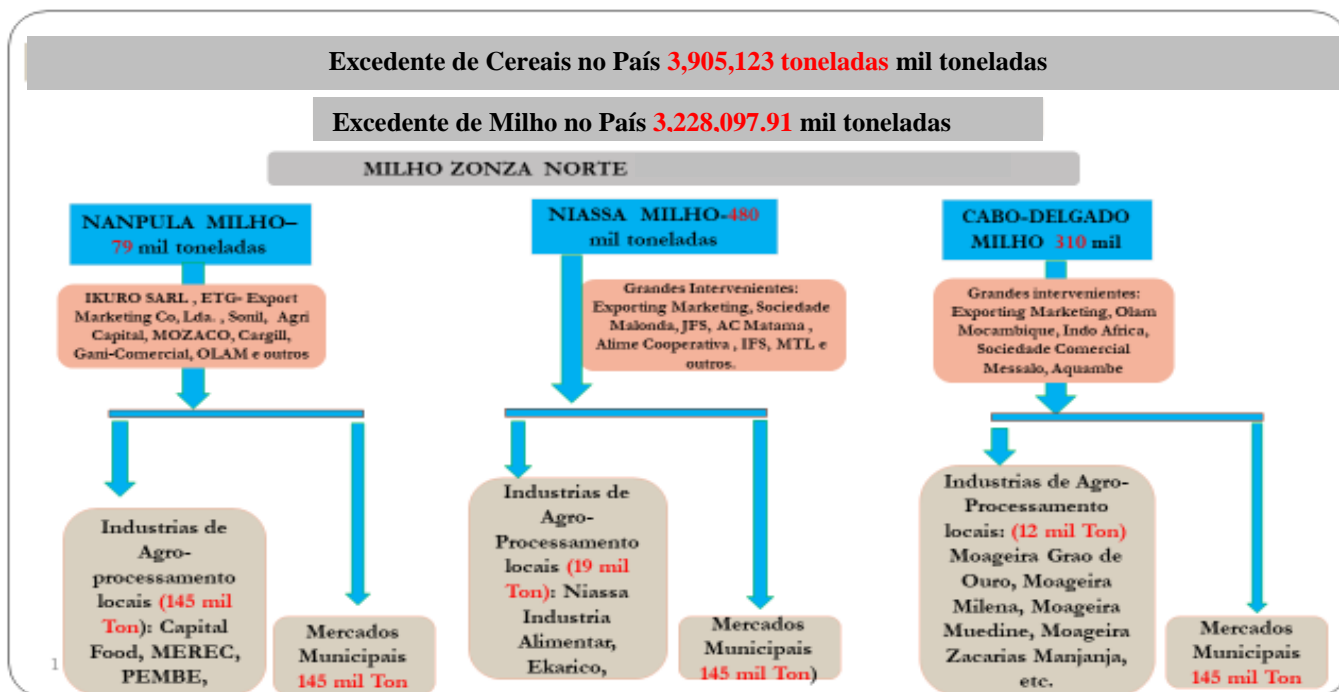 Excedente de Cereais no País 3,905,123 toneladas mil toneladas
Excedente de Milho no País 3,228,097.91 mil toneladas
MILHO ZONZA NORTE
NANPULA MILHO–
79 mil toneladas
IKURO SARL , ETG- Export
Marketing Co, Lda. , Sonil, Agri
Capital, MOZACO, Cargill,
Gani-Comercial, OLAM e outros
Industrias de
Agro-
processamento
locais (145 mil
Ton): Capital
Food, MEREC,
PEMBE,
Mercados
Municipais
145 mil Ton
NIASSA MILHO-480
mil toneladas
Grandes Intervenientes:
Exporting Marketing, Sociedade
Malonda, JFS, AC Matama ,
Alime Cooperativa , IFS, MTL e
outros.
Industrias de
Agro-
Processamento
locais (19 mil
Ton): Niassa
Industria
Alimentar,
Ekarico,
Mercados
Municipais
145 mil Ton)
CABO-DELGADO
MILHO 310 mil
Grandes intervenientes:
Exporting Marketing, Olam
Mocambique, Indo Africa,
Sociedade Comercial
Messalo, Aquambe
Industrias de Agro-
Processamento
locais: (12 mil Ton)
Moageira Grao de
Ouro, Moageira
Milena, Moageira
Muedine, Moageira
Zacarias Manjanja,
etc.
Mercados
Municipais
145 mil Ton
1